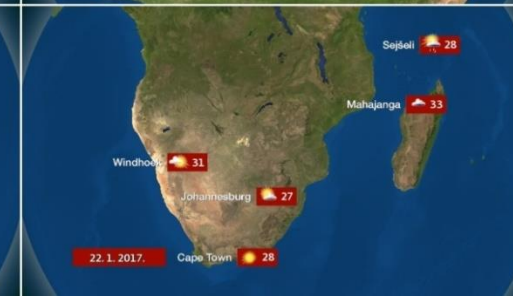 Sejšeli 28
Mahajanga 33
Windhoek 31
Johannesburg 27
22. 1. 2017.
Cape Town 28